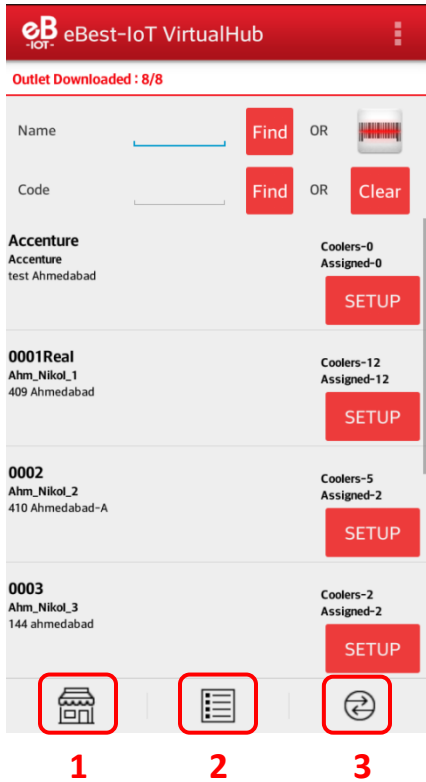 eB
-IOT-
eBest-IoT VirtualHub
Outlet Downloaded : 8/8
Name
Find
OR
Code
Find
OR
Clear
Accenture
Accenture
test Ahmedabad
Coolers-0
Assigned-0
SETUP
0001Real
Ahm_Nikol_1
409 Ahmedabad
Coolers-12
Assigned-12
SETUP
0002
Ahm_Nikol_2
410 Ahmedabad-A
Coolers-5
Assigned-2
SETUP
0003
Ahm_Nikol_3
144 ahmedabad
Coolers-2
Assigned-2
SETUP
1 2 3